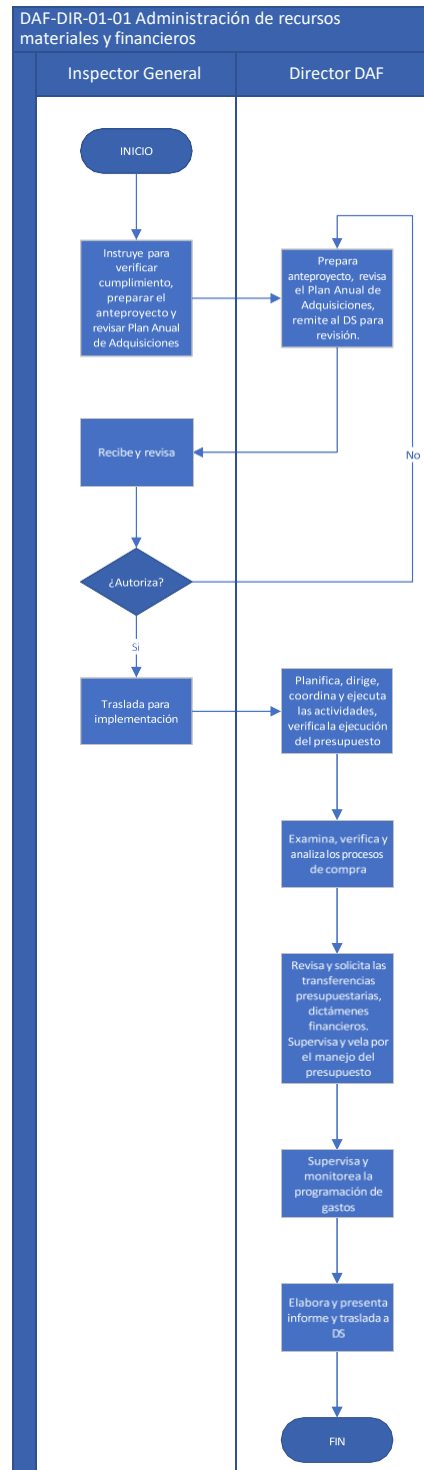 DAF-DIR-01-01 Administración de recursos
materiales y financieros
Inspector General
Director DAF
INICIO
Instruye para
verificar
cumplimiento,
preparar el
anteproyecto y
revisar Plan Anual
de Adquisiciones
Prepara
anteproyecto, revisa
el Plan Anual de
Adquisiciones,
remite al DS para
revisión.
Recibe y revisa
No
¿Autoriza?
Si
Traslada para
implementación
Planifica, dirige,
coordina y ejecuta
las actividades,
verifica la ejecución
del presupuesto
Examina, verifica y
analiza los procesos
de compra
Revisa y solicita las
transferencias
presupuestarias,
dictámenes
financieros.
Supervisa y vela por
el manejo del
presupuesto
Supervisa y
monitorea la
programación de
gastos
Elabora y presenta
informe y traslada a
DS
FIN